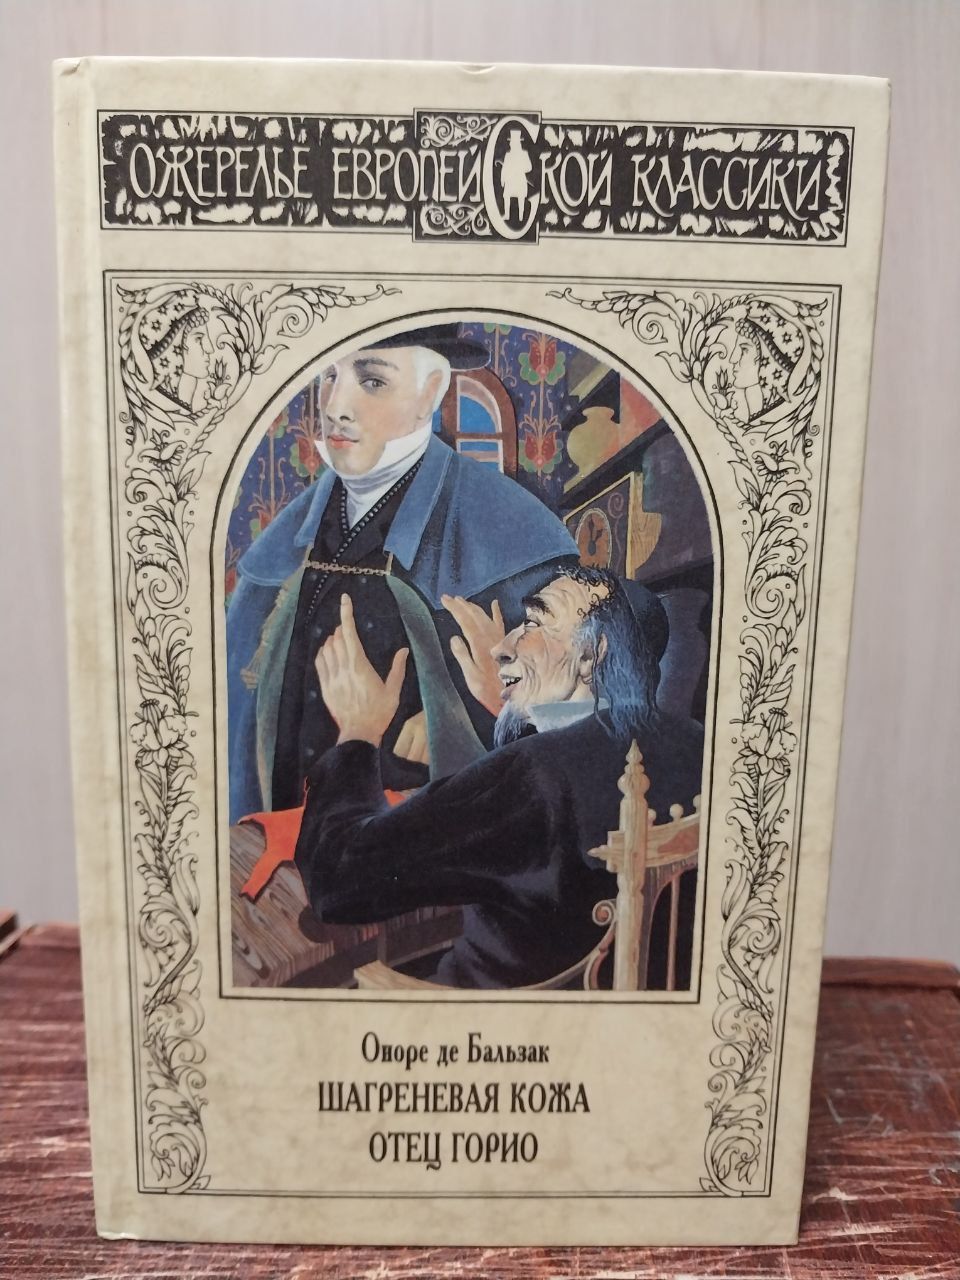 ОЖЕРЕЛЬЕ ЕВРОПЕЙСКОЙ КЛАССИКИ
Оноре де Бальзак
ШАГРЕНЕВАЯ КОЖА
ОТЕЦ ГОРИО